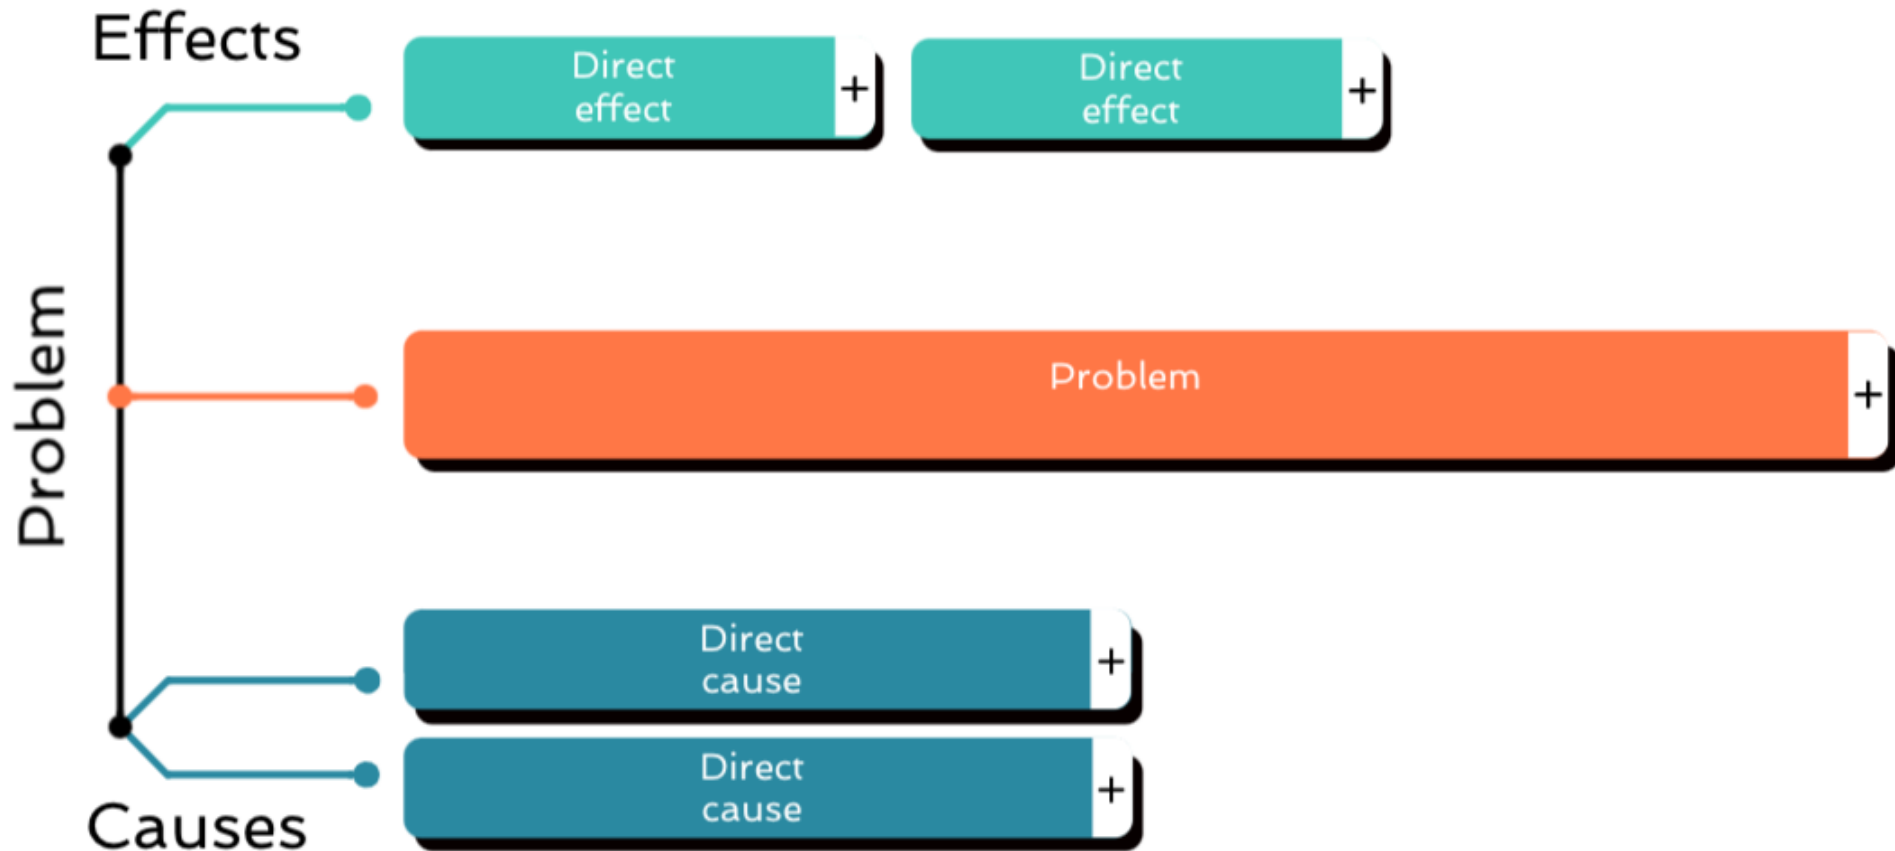 Effects
Direct
effect
+
Direct
effect
+
Problem
Problem
+
Direct
cause
+
Direct
cause
+
Causes